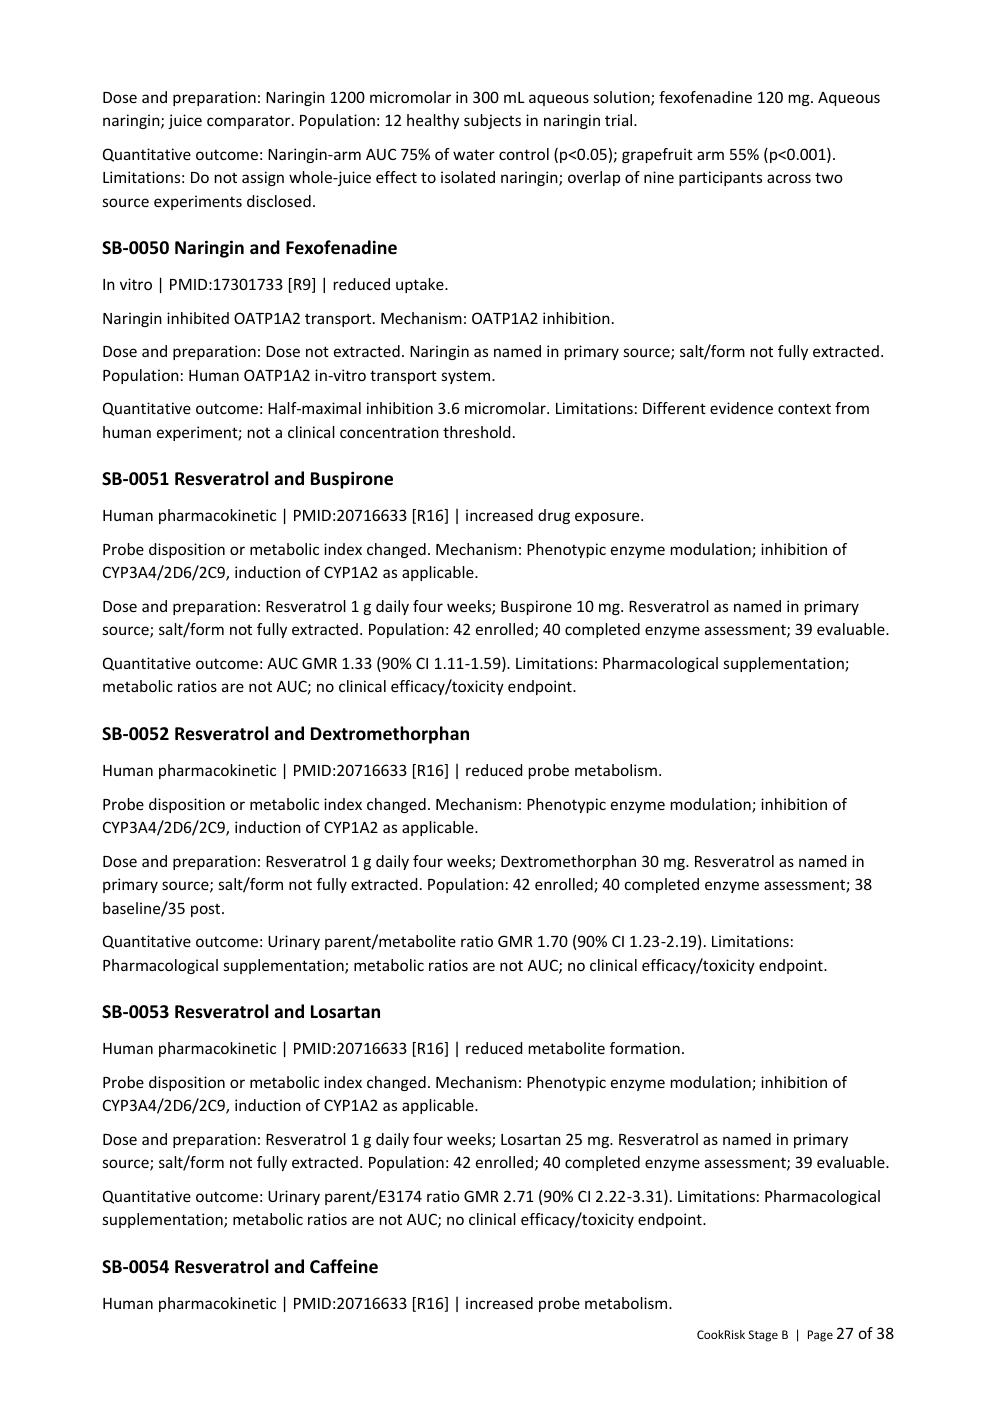 Dose and preparation: Naringin 1200 micromolar in 300 mL aqueous solution; fexofenadine 120 mg. Aqueous
naringin; juice comparator. Population: 12 healthy subjects in naringin trial.
Quantitative outcome: Naringin-arm AUC 75% of water control (p<0.05); grapefruit arm 55% (p<0.001).
Limitations: Do not assign whole-juice effect to isolated naringin; overlap of nine participants across two
source experiments disclosed.
SB-0050 Naringin and Fexofenadine
In vitro | PMID:17301733 [R9] | reduced uptake.
Naringin inhibited OATP1A2 transport. Mechanism: OATP1A2 inhibition.
Dose and preparation: Dose not extracted. Naringin as named in primary source; salt/form not fully extracted.
Population: Human OATP1A2 in-vitro transport system.
Quantitative outcome: Half-maximal inhibition 3.6 micromolar. Limitations: Different evidence context from
human experiment; not a clinical concentration threshold.
SB-0051 Resveratrol and Buspirone
Human pharmacokinetic | PMID:20716633 [R16] | increased drug exposure.
Probe disposition or metabolic index changed. Mechanism: Phenotypic enzyme modulation; inhibition of
CYP3A4/2D6/2C9, induction of CYP1A2 as applicable.
Dose and preparation: Resveratrol 1 g daily four weeks; Buspirone 10 mg. Resveratrol as named in primary
source; salt/form not fully extracted. Population: 42 enrolled; 40 completed enzyme assessment; 39 evaluable.
Quantitative outcome: AUC GMR 1.33 (90% CI 1.11-1.59). Limitations: Pharmacological supplementation;
metabolic ratios are not AUC; no clinical efficacy/toxicity endpoint.
SB-0052 Resveratrol and Dextromethorphan
Human pharmacokinetic | PMID:20716633 [R16] | reduced probe metabolism.
Probe disposition or metabolic index changed. Mechanism: Phenotypic enzyme modulation; inhibition of
CYP3A4/2D6/2C9, induction of CYP1A2 as applicable.
Dose and preparation: Resveratrol 1 g daily four weeks; Dextromethorphan 30 mg. Resveratrol as named in
primary source; salt/form not fully extracted. Population: 42 enrolled; 40 completed enzyme assessment; 38
baseline/35 post.
Quantitative outcome: Urinary parent/metabolite ratio GMR 1.70 (90% CI 1.23-2.19). Limitations:
Pharmacological supplementation; metabolic ratios are not AUC; no clinical efficacy/toxicity endpoint.
SB-0053 Resveratrol and Losartan
Human pharmacokinetic | PMID:20716633 [R16] | reduced metabolite formation.
Probe disposition or metabolic index changed. Mechanism: Phenotypic enzyme modulation; inhibition of
CYP3A4/2D6/2C9, induction of CYP1A2 as applicable.
Dose and preparation: Resveratrol 1 g daily four weeks; Losartan 25 mg. Resveratrol as named in primary
source; salt/form not fully extracted. Population: 42 enrolled; 40 completed enzyme assessment; 39 evaluable.
Quantitative outcome: Urinary parent/E3174 ratio GMR 2.71 (90% CI 2.22-3.31). Limitations: Pharmacological
supplementation; metabolic ratios are not AUC; no clinical efficacy/toxicity endpoint.
SB-0054 Resveratrol and Caffeine
Human pharmacokinetic | PMID:20716633 [R16] | increased probe metabolism.
CookRisk Stage B | Page 27 of 38